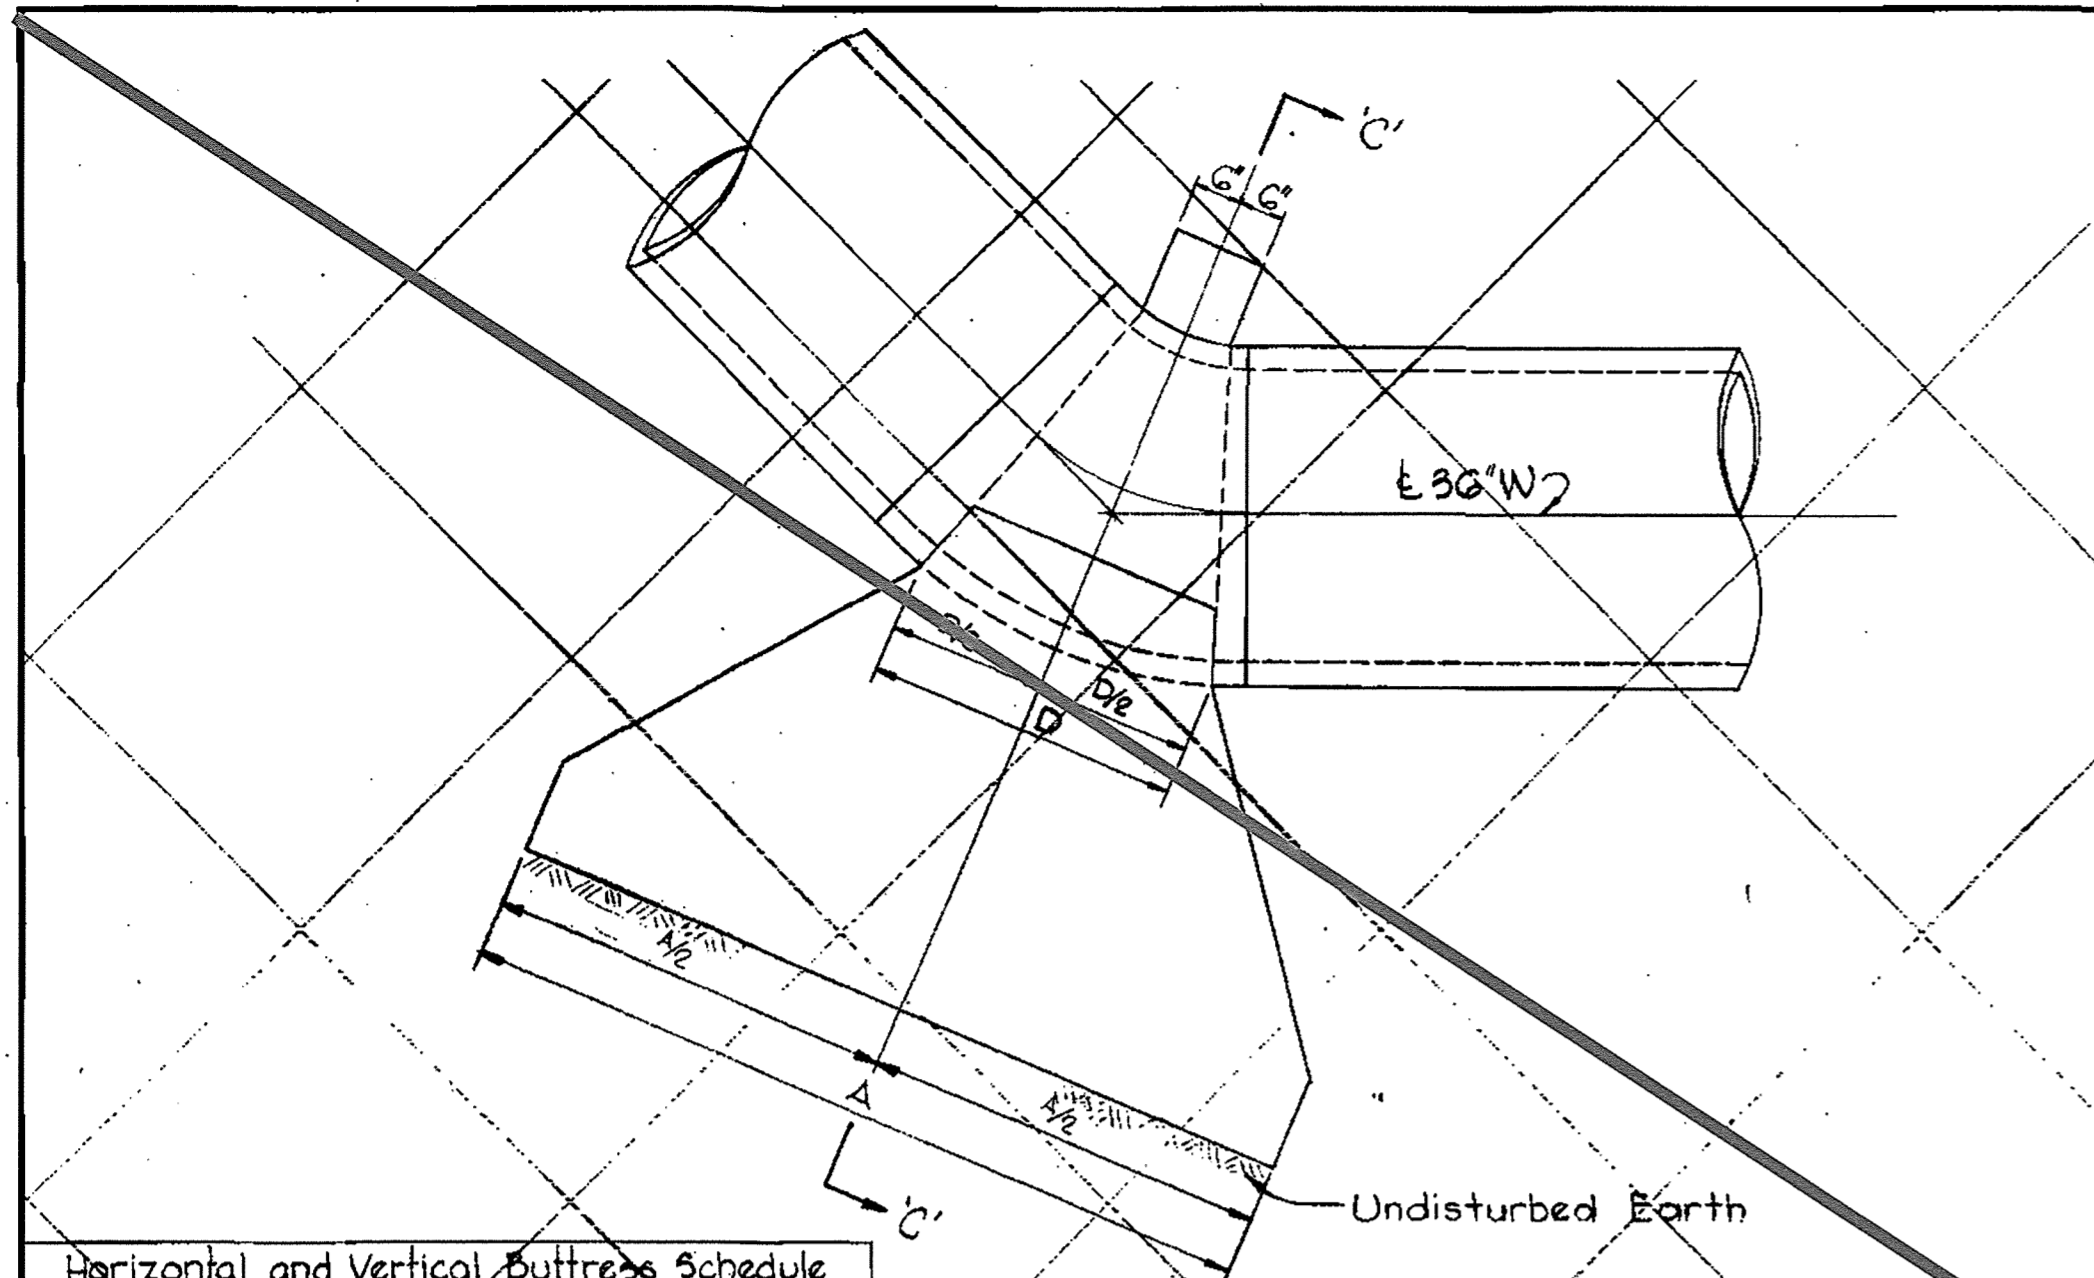 'C'
6" 6"
℄ 36"W
D/2
D/2
D
A/2
A
A/2
'C'
Undisturbed Earth
Horizontal and Vertical Buttress Schedule